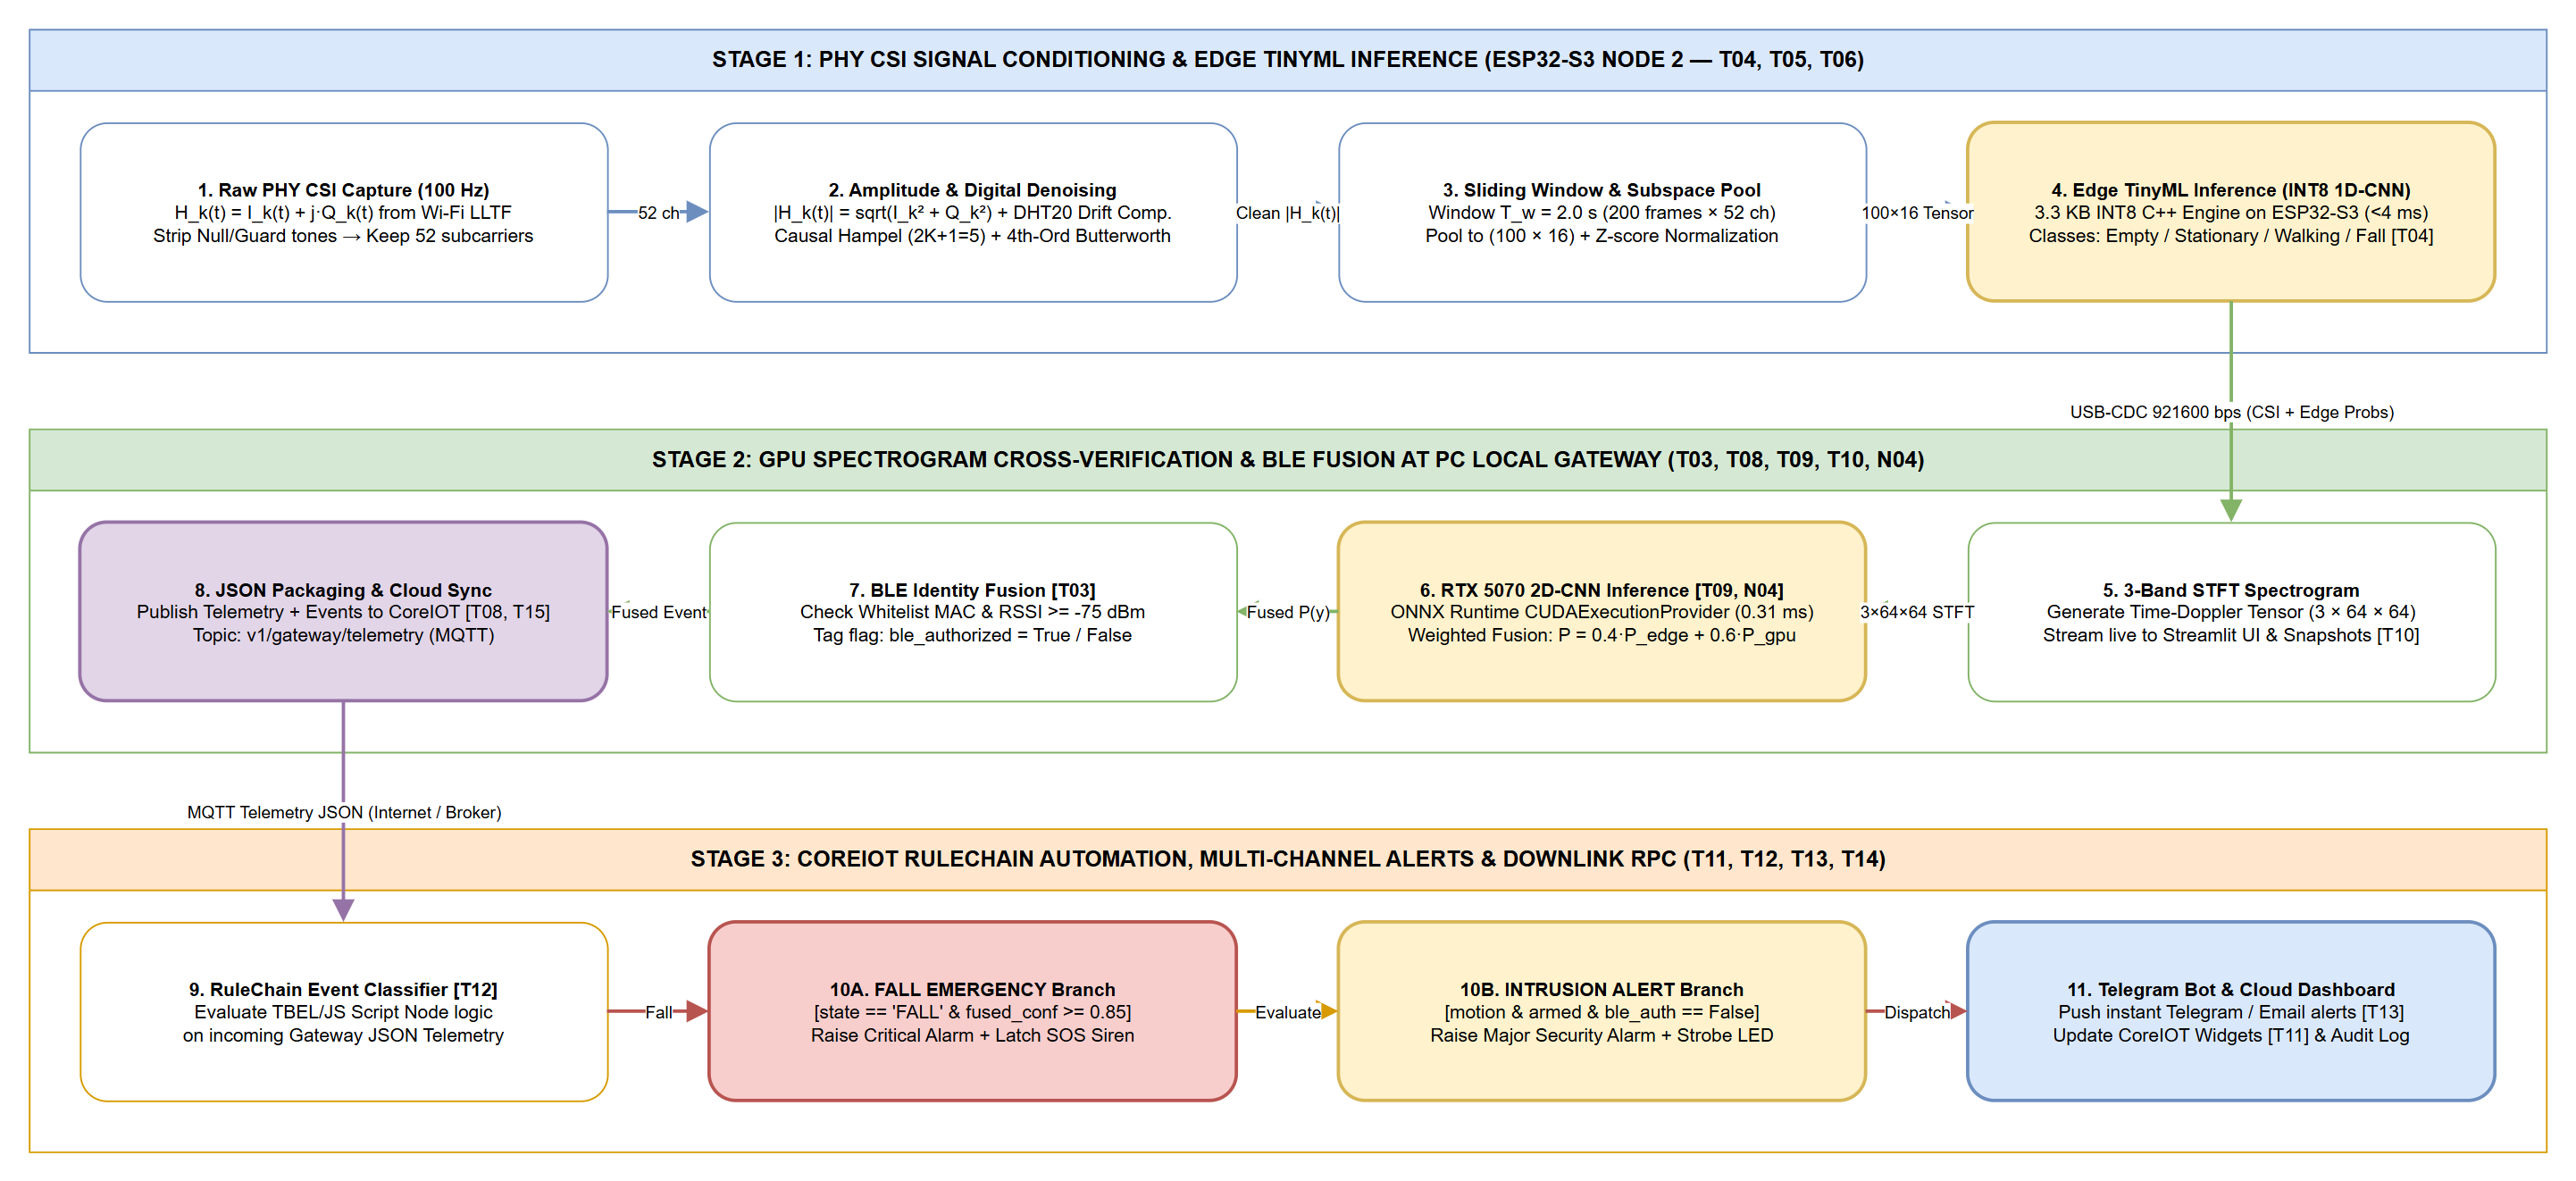 STAGE 1: PHY CSI SIGNAL CONDITIONING & EDGE TINYML INFERENCE (ESP32-S3 NODE 2 — T04, T05, T06)
1. Raw PHY CSI Capture (100 Hz)
H_k(t) = I_k(t) + j·Q_k(t) from Wi-Fi LLTF
Strip Null/Guard tones → Keep 52 subcarriers
52 ch
2. Amplitude & Digital Denoising
|H_k(t)| = sqrt(I_k² + Q_k²) + DHT20 Drift Comp.
Causal Hampel (2K+1=5) + 4th-Ord Butterworth
Clean |H_k(t)|
3. Sliding Window & Subspace Pool
Window T_w = 2.0 s (200 frames × 52 ch)
Pool to (100 × 16) + Z-score Normalization
100×16 Tensor
4. Edge TinyML Inference (INT8 1D-CNN)
3.3 KB INT8 C++ Engine on ESP32-S3 (<4 ms)
Classes: Empty / Stationary / Walking / Fall [T04]
USB-CDC 921600 bps (CSI + Edge Probs)
STAGE 2: GPU SPECTROGRAM CROSS-VERIFICATION & BLE FUSION AT PC LOCAL GATEWAY (T03, T08, T09, T10, N04)
8. JSON Packaging & Cloud Sync
Publish Telemetry + Events to CoreIOT [T08, T15]
Topic: v1/gateway/telemetry (MQTT)
Fused Event
7. BLE Identity Fusion [T03]
Check Whitelist MAC & RSSI >= -75 dBm
Tag flag: ble_authorized = True / False
Fused P(y)
6. RTX 5070 2D-CNN Inference [T09, N04]
ONNX Runtime CUDAExecutionProvider (0.31 ms)
Weighted Fusion: P = 0.4·P_edge + 0.6·P_gpu
3×64×64 STFT
5. 3-Band STFT Spectrogram
Generate Time-Doppler Tensor (3 × 64 × 64)
Stream live to Streamlit UI & Snapshots [T10]
MQTT Telemetry JSON (Internet / Broker)
STAGE 3: COREIOT RULECHAIN AUTOMATION, MULTI-CHANNEL ALERTS & DOWNLINK RPC (T11, T12, T13, T14)
9. RuleChain Event Classifier [T12]
Evaluate TBEL/JS Script Node logic
on incoming Gateway JSON Telemetry
Fall
10A. FALL EMERGENCY Branch
[state == 'FALL' & fused_conf >= 0.85]
Raise Critical Alarm + Latch SOS Siren
Evaluate
10B. INTRUSION ALERT Branch
[motion & armed & ble_auth == False]
Raise Major Security Alarm + Strobe LED
Dispatch
11. Telegram Bot & Cloud Dashboard
Push instant Telegram / Email alerts [T13]
Update CoreIOT Widgets [T11] & Audit Log